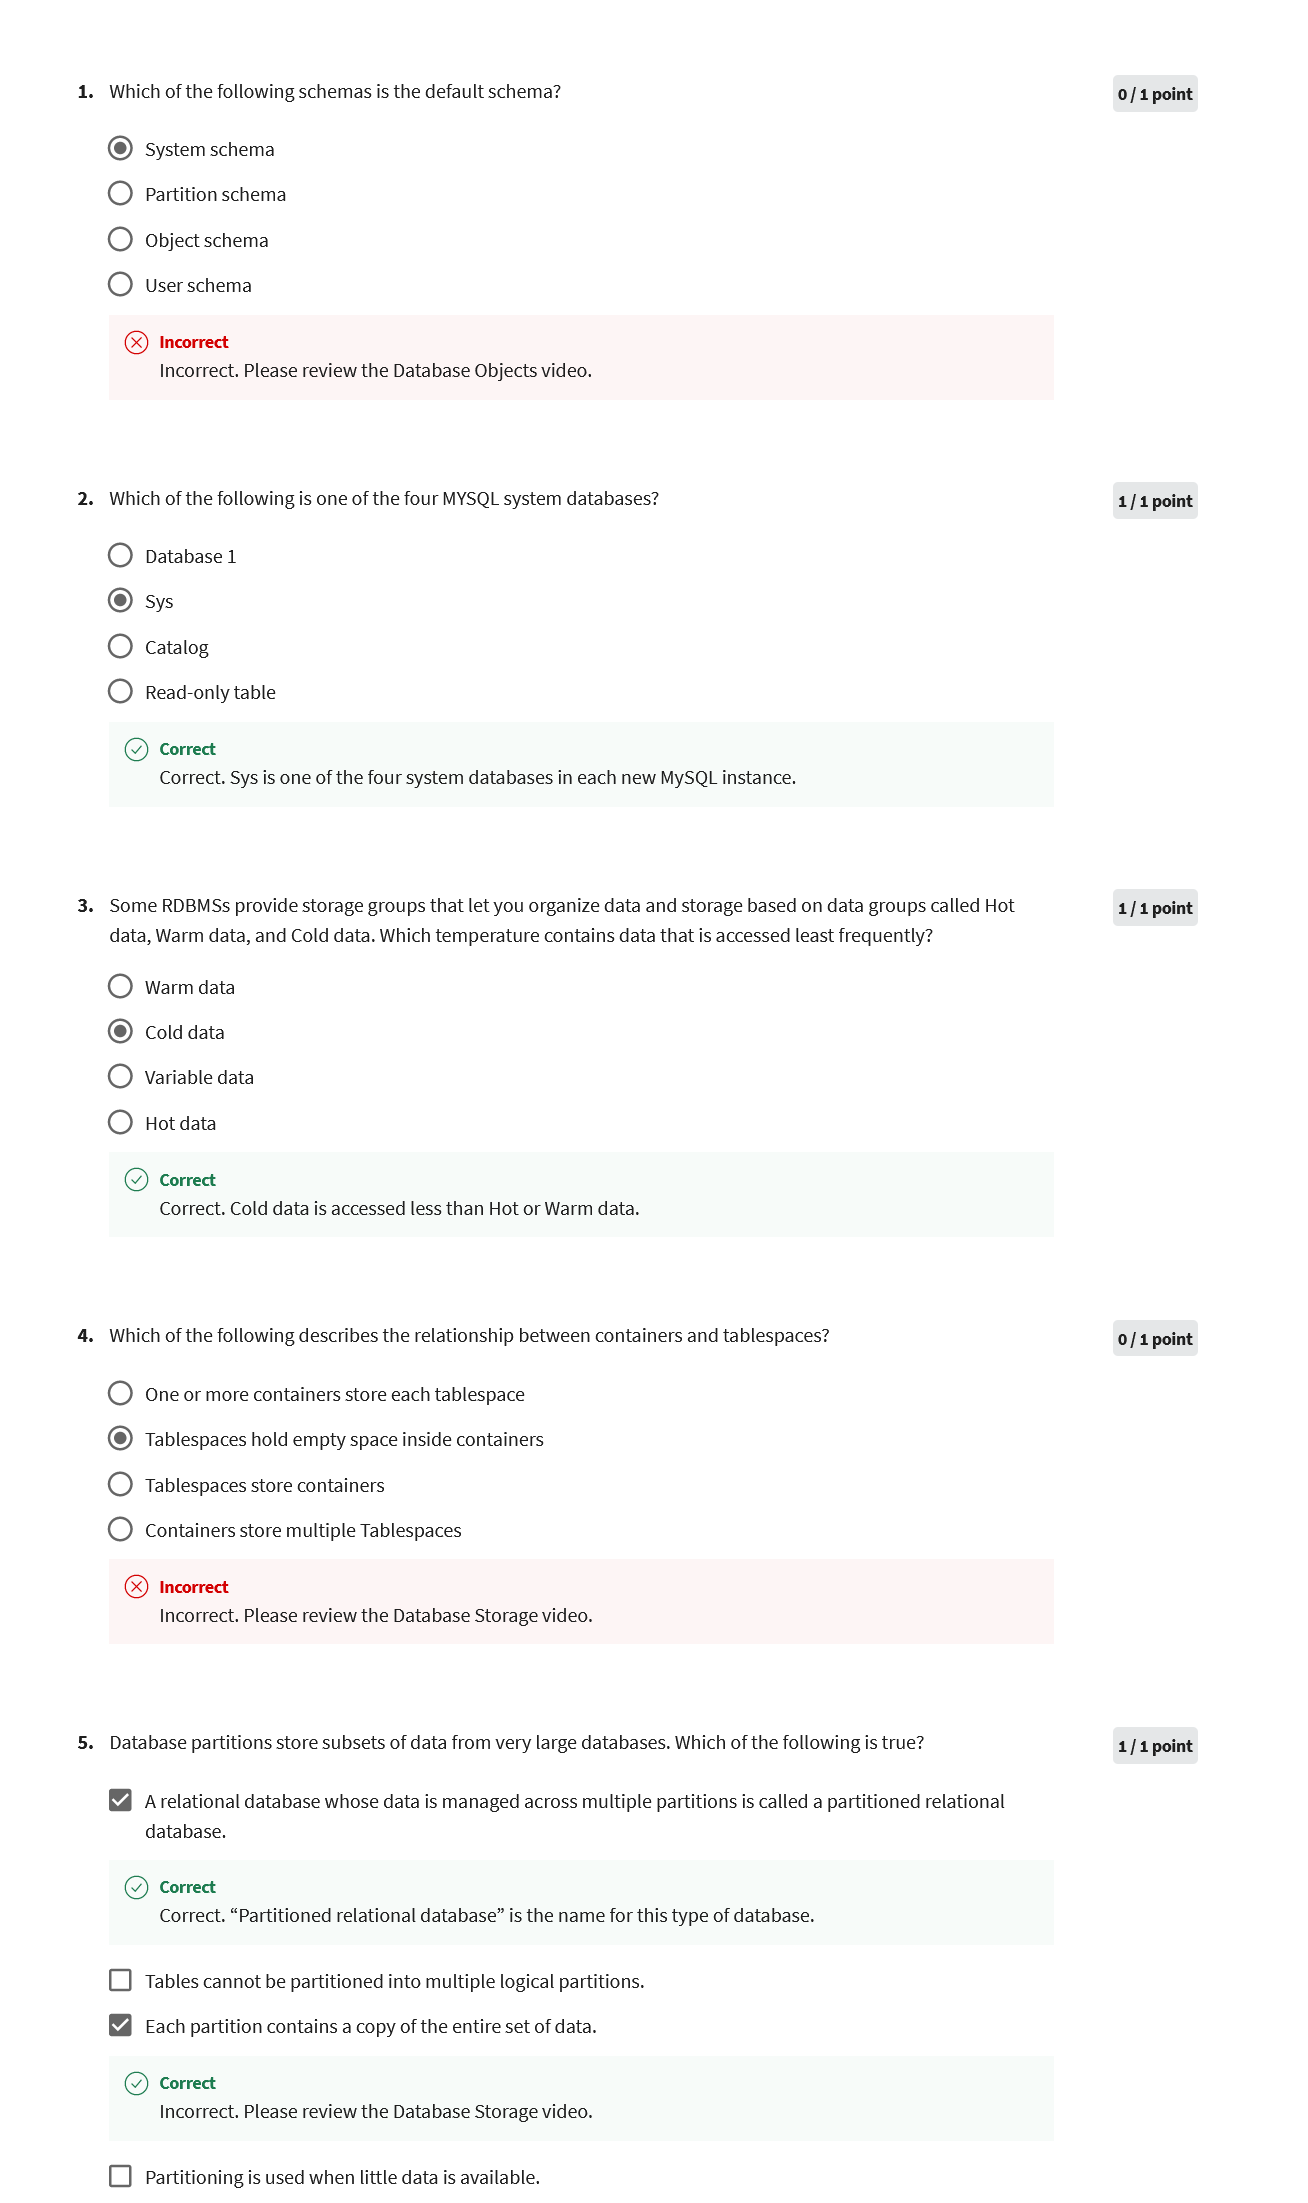 1. Which of the following schemas is the default schema?
0 / 1 point
System schema
Partition schema
Object schema
User schema
Incorrect
Incorrect. Please review the Database Objects video.
2. Which of the following is one of the four MYSQL system databases?
1 / 1 point
Database 1
Sys
Catalog
Read-only table
Correct
Correct. Sys is one of the four system databases in each new MySQL instance.
3. Some RDBMSs provide storage groups that let you organize data and storage based on data groups called Hot
data, Warm data, and Cold data. Which temperature contains data that is accessed least frequently?
1 / 1 point
Warm data
Cold data
Variable data
Hot data
Correct
Correct. Cold data is accessed less than Hot or Warm data.
4. Which of the following describes the relationship between containers and tablespaces?
0 / 1 point
One or more containers store each tablespace
Tablespaces hold empty space inside containers
Tablespaces store containers
Containers store multiple Tablespaces
Incorrect
Incorrect. Please review the Database Storage video.
5. Database partitions store subsets of data from very large databases. Which of the following is true?
1 / 1 point
A relational database whose data is managed across multiple partitions is called a partitioned relational
database.
Correct
Correct. “Partitioned relational database” is the name for this type of database.
Tables cannot be partitioned into multiple logical partitions.
Each partition contains a copy of the entire set of data.
Correct
Incorrect. Please review the Database Storage video.
Partitioning is used when little data is available.